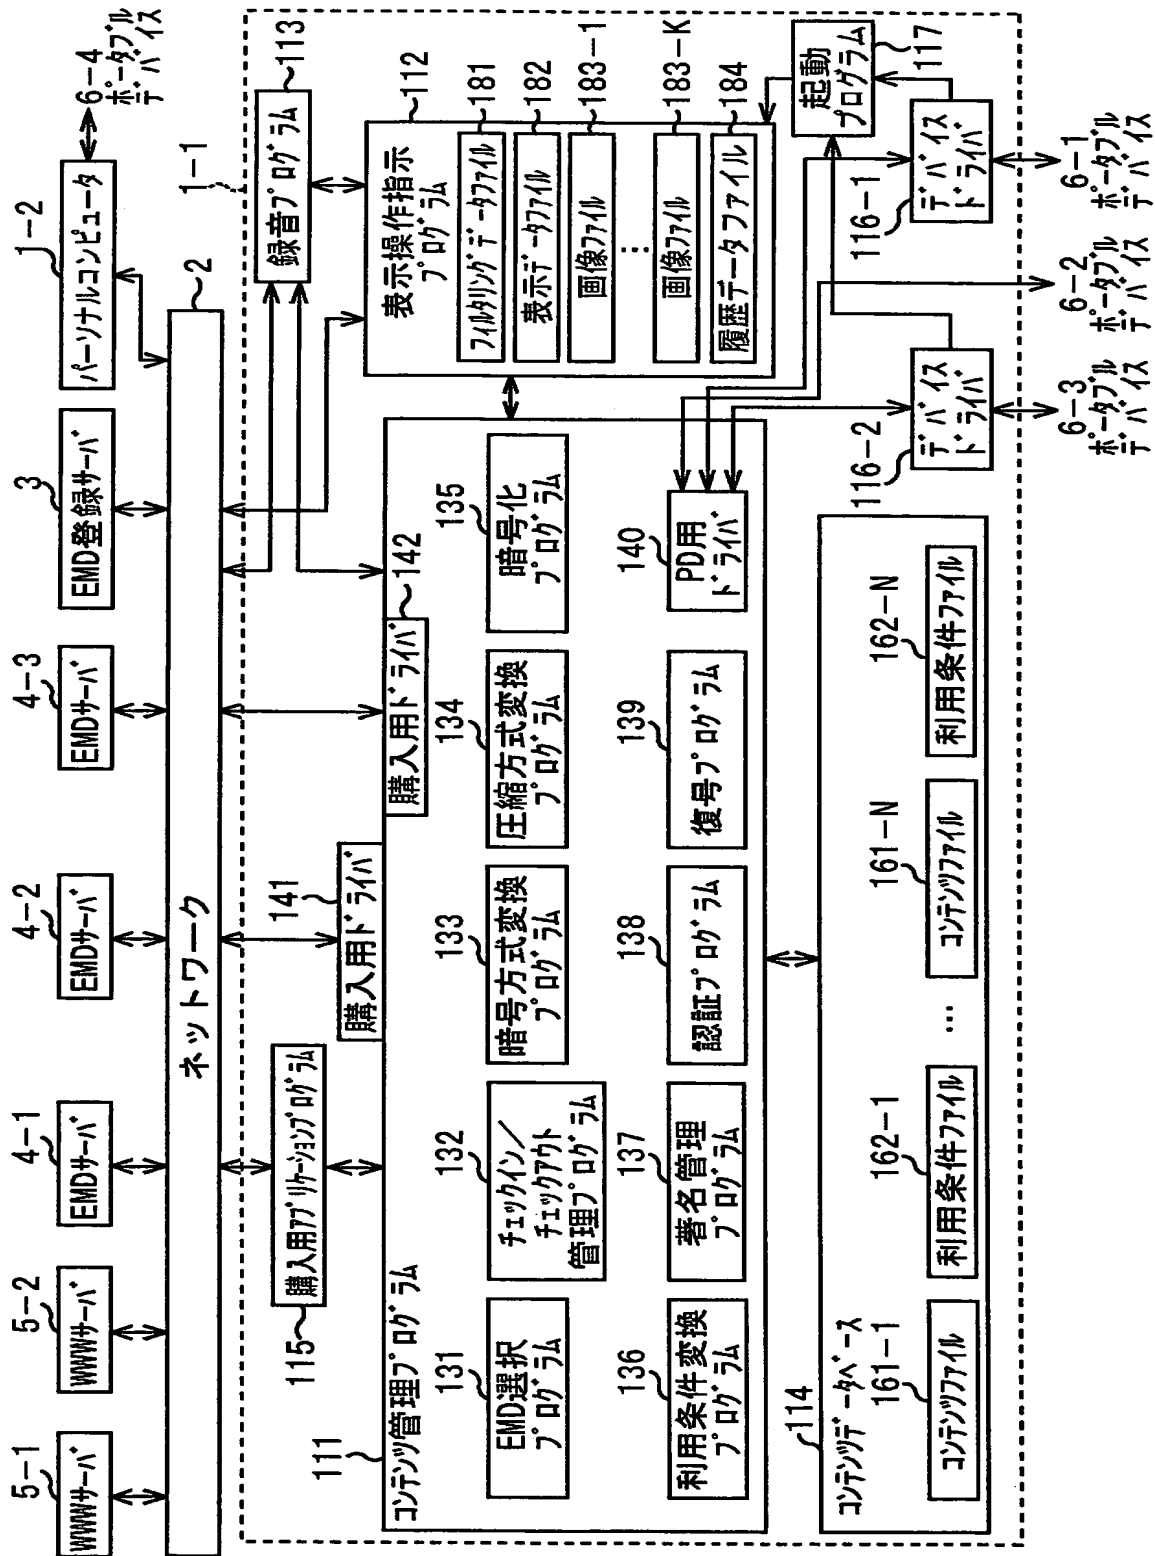 5-1
WWWサーバ
5-2
WWWサーバ
4-1
EMDサーバ
4-2
EMDサーバ
4-3
EMDサーバ
3
EMD登録サーバ
1-2
パーソナルコンピュータ
6-4
ポータブル
デバイス
2
ネットワーク
1-1
115
購入用アプリケーションプログラム
141
購入用ドライバ
142
購入用ドライバ
113
録音プログラム
111
コンテンツ管理プログラム
131
EMD選択
プログラム
132
チェックイン/
チェックアウト
管理プログラム
133
暗号方式変換
プログラム
134
圧縮方式変換
プログラム
135
暗号化
プログラム
136
利用条件変換
プログラム
137
著名管理
プログラム
138
認証プログラム
139
復号プログラム
140
PD用
ドライバ
112
表示操作指示
プログラム
181
フィルタリングデータファイル
182
表示データファイル
183-1
画像ファイル
⋮
183-K
画像ファイル
184
履歴データファイル
117
起動
プログラム
114
コンテンツデータベース
161-1
コンテンツファイル
162-1
利用条件ファイル
…
161-N
コンテンツファイル
162-N
利用条件ファイル
116-2
デバイス
ドライバ
116-1
デバイス
ドライバ
6-3
ポータブル
デバイス
6-2
ポータブル
デバイス
6-1
ポータブル
デバイス